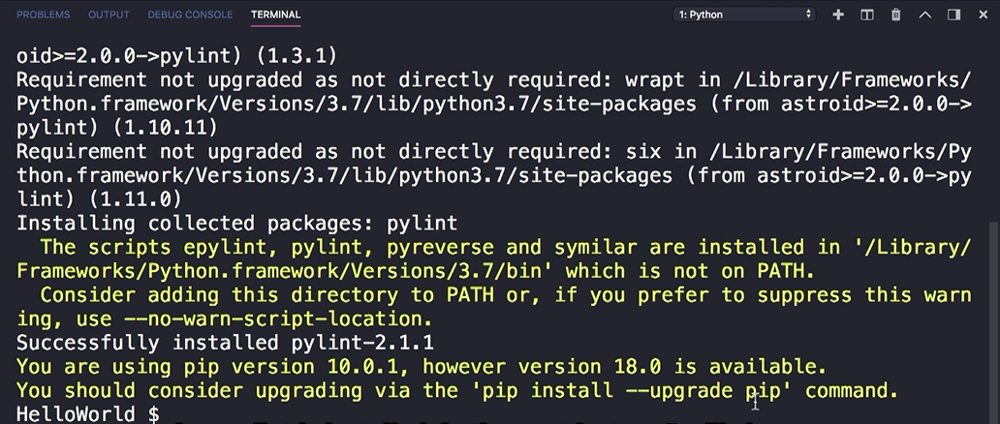 PROBLEMS OUTPUT DEBUG CONSOLE TERMINAL 1: Python
oid>=2.0.0->pylint) (1.3.1)
Requirement not upgraded as not directly required: wrapt in /Library/Frameworks/
Python.framework/Versions/3.7/lib/python3.7/site-packages (from astroid>=2.0.0->
pylint) (1.10.11)
Requirement not upgraded as not directly required: six in /Library/Frameworks/Py
thon.framework/Versions/3.7/lib/python3.7/site-packages (from astroid>=2.0.0->py
lint) (1.11.0)
Installing collected packages: pylint
  The scripts epylint, pylint, pyreverse and symilar are installed in '/Library/
Frameworks/Python.framework/Versions/3.7/bin' which is not on PATH.
  Consider adding this directory to PATH or, if you prefer to suppress this warn
ing, use --no-warn-script-location.
Successfully installed pylint-2.1.1
You are using pip version 10.0.1, however version 18.0 is available.
You should consider upgrading via the 'pip install --upgrade pip' command.
HelloWorld $